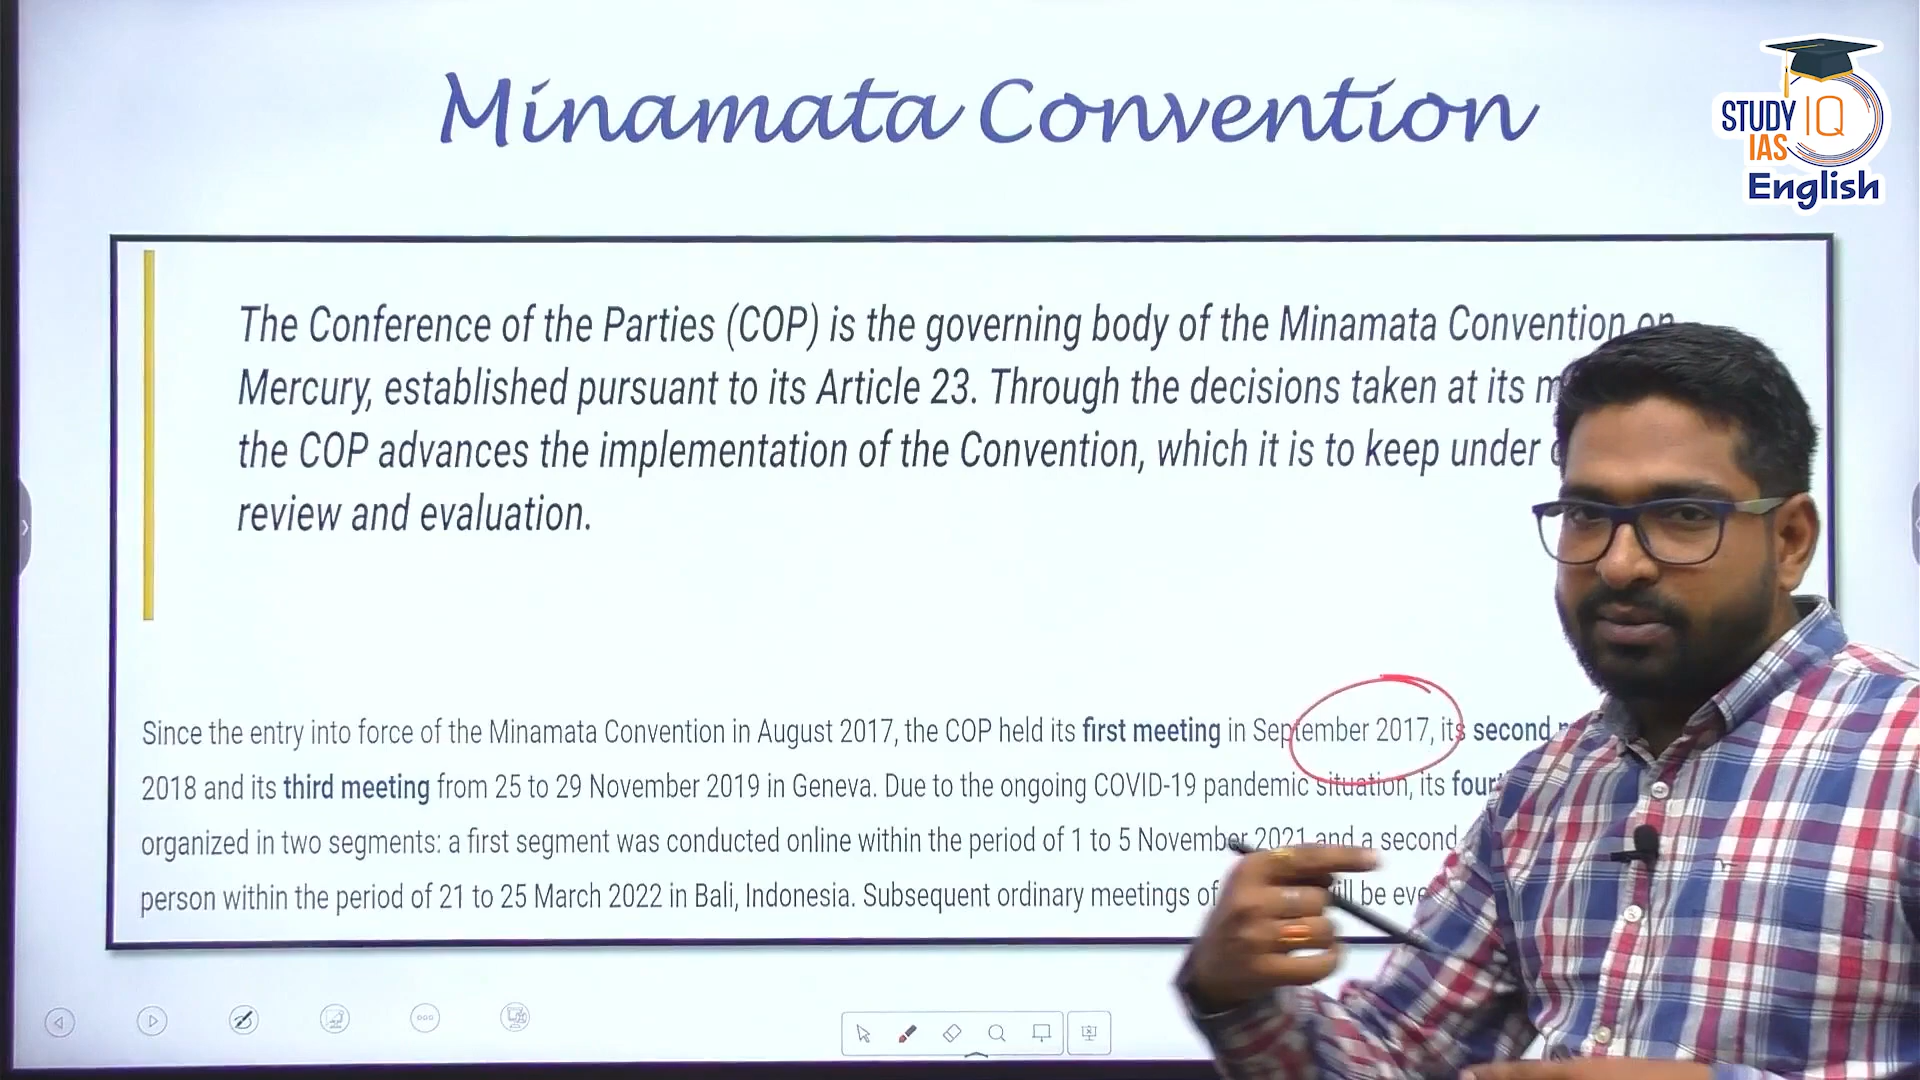 Minamata Convention
STUDY IQ
IAS
English
The Conference of the Parties (COP) is the governing body of the Minamata Convention on
Mercury, established pursuant to its Article 23. Through the decisions taken at its
the COP advances the implementation of the Convention, which it is to keep under
review and evaluation.
Since the entry into force of the Minamata Convention in August 2017, the COP held its first meeting in September 2017, its second
2018 and its third meeting from 25 to 29 November 2019 in Geneva. Due to the ongoing COVID-19 pandemic situation, its
organized in two segments: a first segment was conducted online within the period of 1 to 5 November 2021 and a second
person within the period of 21 to 25 March 2022 in Bali, Indonesia. Subsequent ordinary meetings of will be